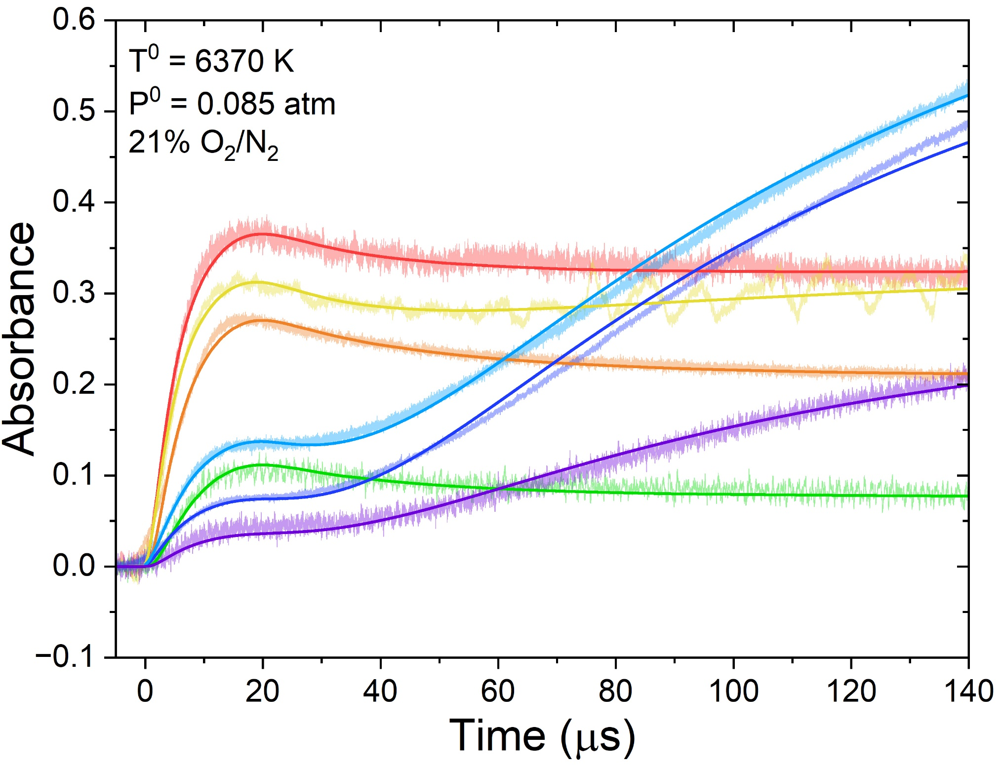 0.6
0.5
0.4
0.3
0.2
0.1
0.0
−0.1
T⁰ = 6370 K
P⁰ = 0.085 atm
21% O₂/N₂
Absorbance
0 20 40 60 80 100 120 140
Time (μs)